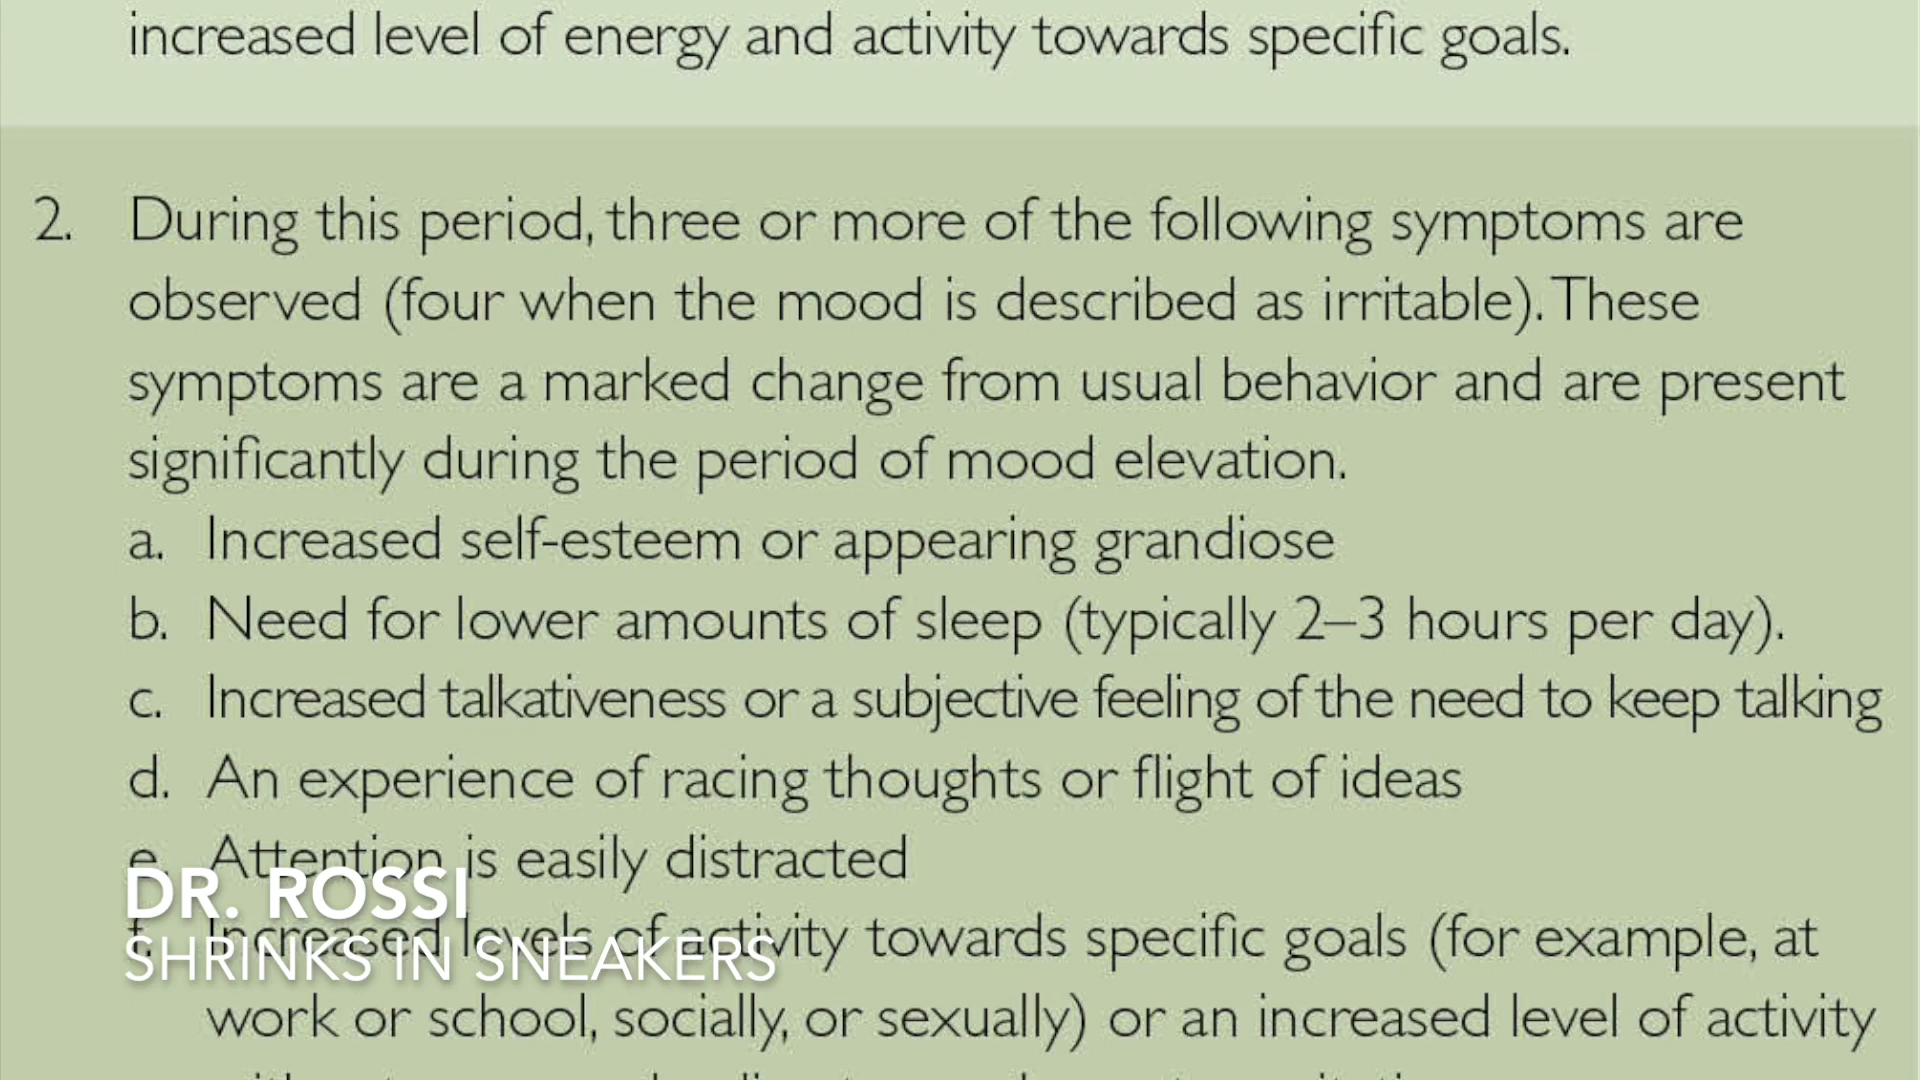 increased level of energy and activity towards specific goals.
2. During this period, three or more of the following symptoms are
observed (four when the mood is described as irritable). These
symptoms are a marked change from usual behavior and are present
significantly during the period of mood elevation.
a. Increased self-esteem or appearing grandiose
b. Need for lower amounts of sleep (typically 2–3 hours per day).
c. Increased talkativeness or a subjective feeling of the need to keep talking
d. An experience of racing thoughts or flight of ideas
e. Attention is easily distracted
DR. ROSSI
f. Increased levels of activity towards specific goals (for example, at
SHRINKS IN SNEAKERS
work or school, socially, or sexually) or an increased level of activity